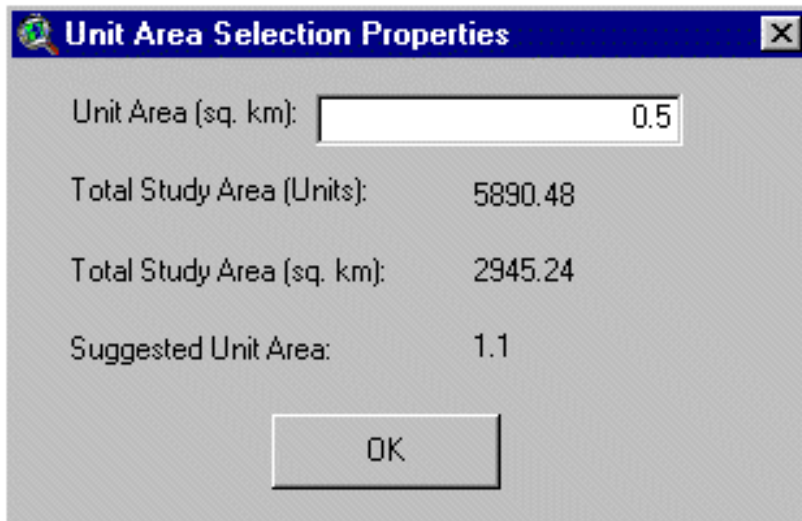 Unit Area Selection Properties
Unit Area (sq. km): 0.5
Total Study Area (Units): 5890.48
Total Study Area (sq. km): 2945.24
Suggested Unit Area: 1.1
OK